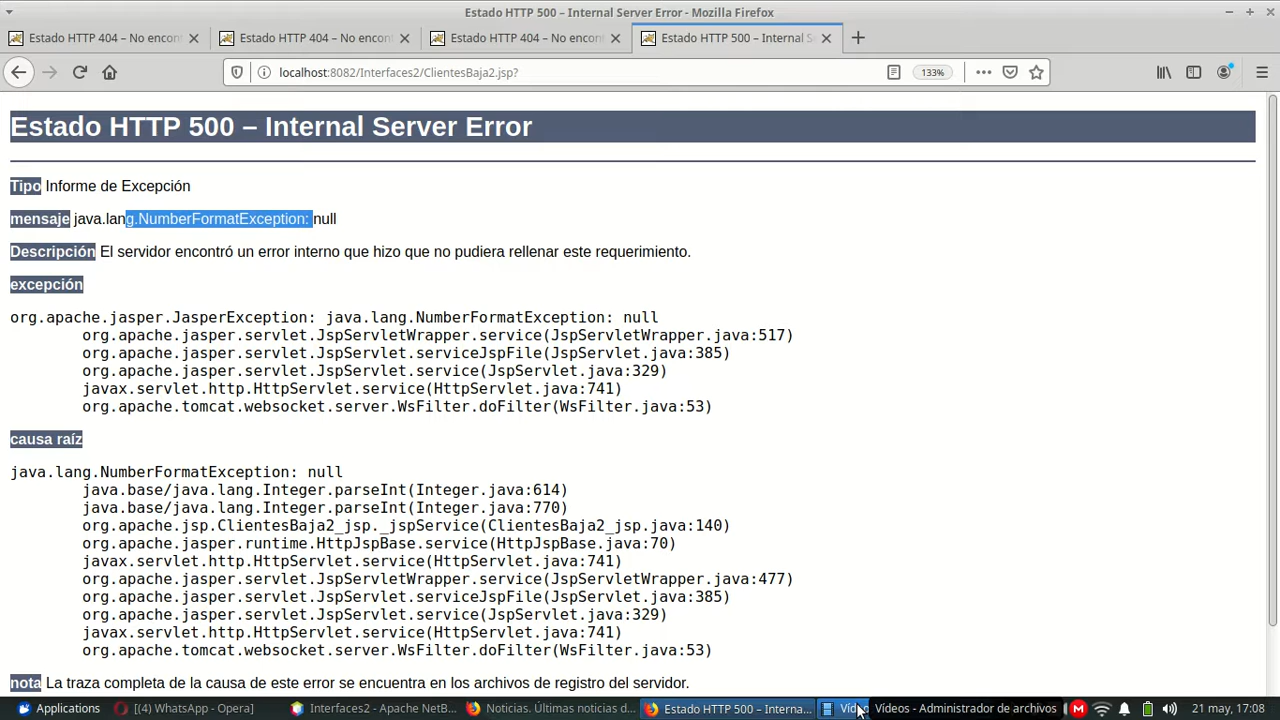 Estado HTTP 500 – Internal Server Error - Mozilla Firefox
Estado HTTP 404 – No encont
Estado HTTP 404 – No encont
Estado HTTP 404 – No encont
Estado HTTP 500 – Internal S
localhost:8082/Interfaces2/ClientesBaja2.jsp?
133%
Estado HTTP 500 – Internal Server Error
Tipo Informe de Excepción
mensaje java.lang.NumberFormatException: null
Descripción El servidor encontró un error interno que hizo que no pudiera rellenar este requerimiento.
excepción
org.apache.jasper.JasperException: java.lang.NumberFormatException: null
org.apache.jasper.servlet.JspServletWrapper.service(JspServletWrapper.java:517)
org.apache.jasper.servlet.JspServlet.serviceJspFile(JspServlet.java:385)
org.apache.jasper.servlet.JspServlet.service(JspServlet.java:329)
javax.servlet.http.HttpServlet.service(HttpServlet.java:741)
org.apache.tomcat.websocket.server.WsFilter.doFilter(WsFilter.java:53)
causa raíz
java.lang.NumberFormatException: null
java.base/java.lang.Integer.parseInt(Integer.java:614)
java.base/java.lang.Integer.parseInt(Integer.java:770)
org.apache.jsp.ClientesBaja2_jsp._jspService(ClientesBaja2_jsp.java:140)
org.apache.jasper.runtime.HttpJspBase.service(HttpJspBase.java:70)
javax.servlet.http.HttpServlet.service(HttpServlet.java:741)
org.apache.jasper.servlet.JspServletWrapper.service(JspServletWrapper.java:477)
org.apache.jasper.servlet.JspServlet.serviceJspFile(JspServlet.java:385)
org.apache.jasper.servlet.JspServlet.service(JspServlet.java:329)
javax.servlet.http.HttpServlet.service(HttpServlet.java:741)
org.apache.tomcat.websocket.server.WsFilter.doFilter(WsFilter.java:53)
nota La traza completa de la causa de este error se encuentra en los archivos de registro del servidor.
Applications [(4) WhatsApp - Opera] Interfaces2 - Apache NetB... Noticias. Últimas noticias d... Estado HTTP 500 – Interna... Víde Vídeos - Administrador de archivos M 21 may, 17:08